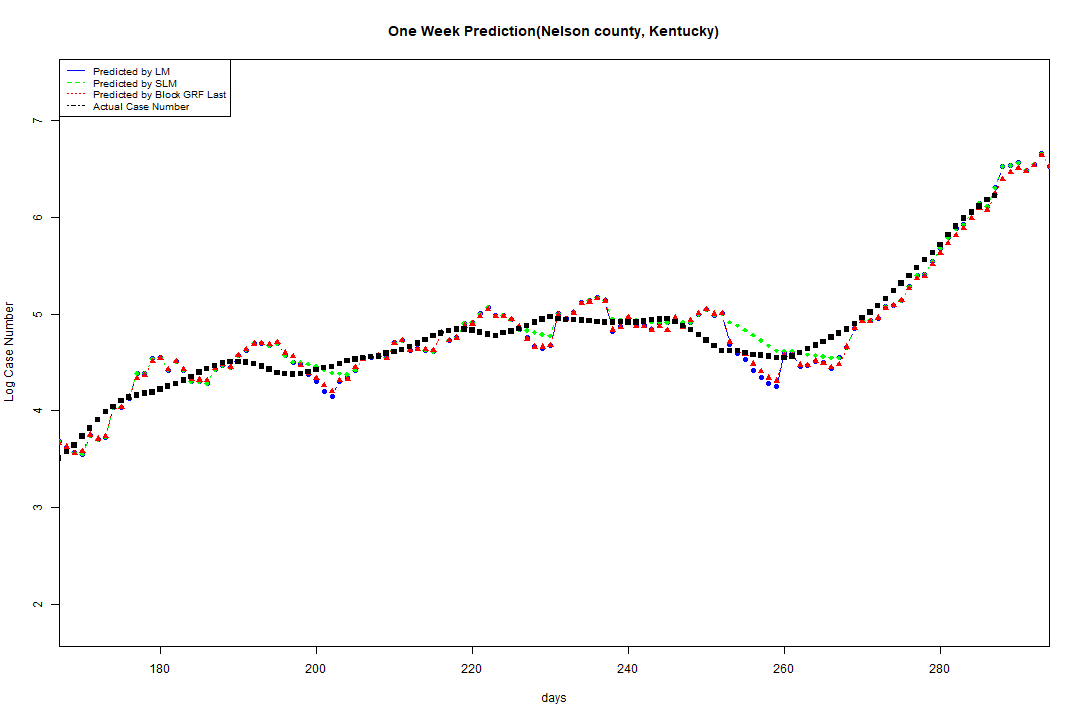 One Week Prediction(Nelson county, Kentucky)
Predicted by LM
Predicted by SLM
Predicted by Block GRF Last
Actual Case Number
7
6
5
4
3
2
Log Case Number
180 200 220 240 260 280
days